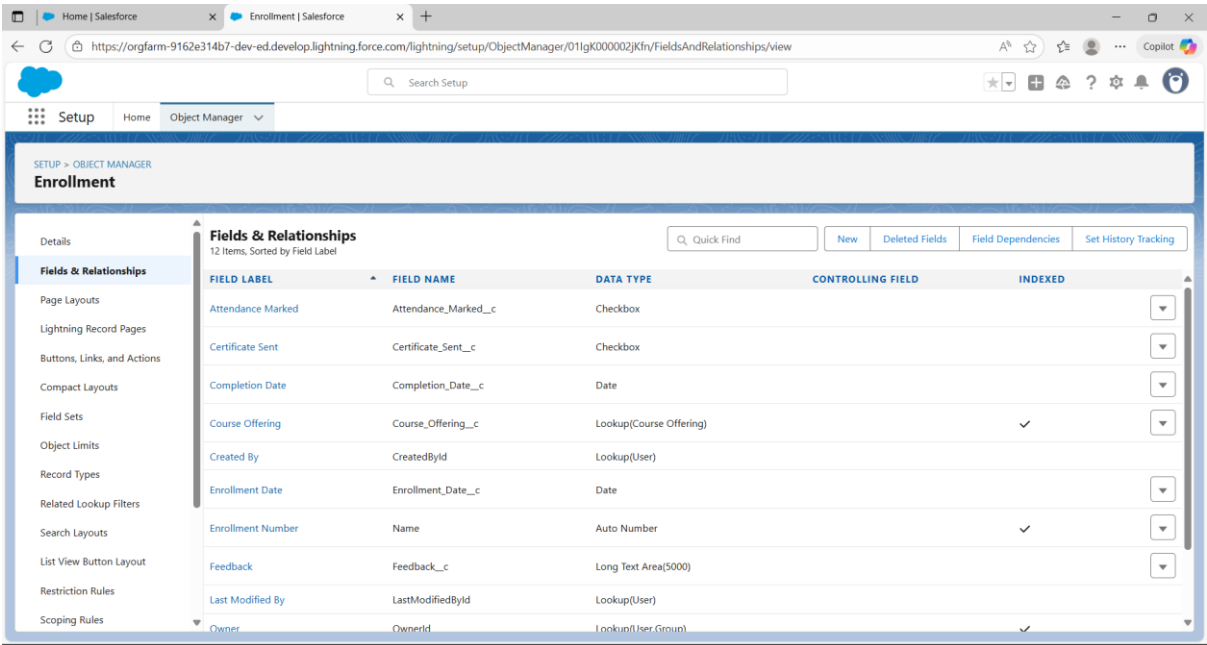 Home | Salesforce
Enrollment | Salesforce
https://orgfarm-9162e314b7-dev-ed.develop.lightning.force.com/lightning/setup/ObjectManager/01IgK000002jKfn/FieldsAndRelationships/view
Copilot
Search Setup
Setup Home Object Manager
SETUP > OBJECT MANAGER
Enrollment
Details
Fields & Relationships
Page Layouts
Lightning Record Pages
Buttons, Links, and Actions
Compact Layouts
Field Sets
Object Limits
Record Types
Related Lookup Filters
Search Layouts
List View Button Layout
Restriction Rules
Scoping Rules
Fields & Relationships
12 Items, Sorted by Field Label
Quick Find New Deleted Fields Field Dependencies Set History Tracking
FIELD LABEL FIELD NAME DATA TYPE CONTROLLING FIELD INDEXED
Attendance Marked Attendance_Marked__c Checkbox
Certificate Sent Certificate_Sent__c Checkbox
Completion Date Completion_Date__c Date
Course Offering Course_Offering__c Lookup(Course Offering)
Created By CreatedById Lookup(User)
Enrollment Date Enrollment_Date__c Date
Enrollment Number Name Auto Number
Feedback Feedback__c Long Text Area(5000)
Last Modified By LastModifiedById Lookup(User)
Owner OwnerId Lookup(User,Group)